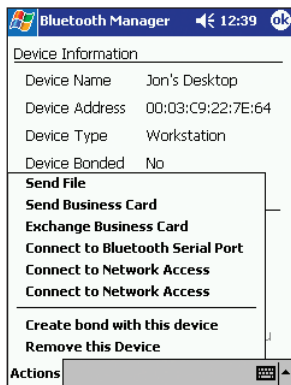 Bluetooth Manager 12:39 ok
Device Information
Device Name Jon's Desktop
Device Address 00:03:C9:22:7E:64
Device Type Workstation
Device Bonded No
Send File
Send Business Card
Exchange Business Card
Connect to Bluetooth Serial Port
Connect to Network Access
Connect to Network Access
Create bond with this device
Remove this Device
Actions